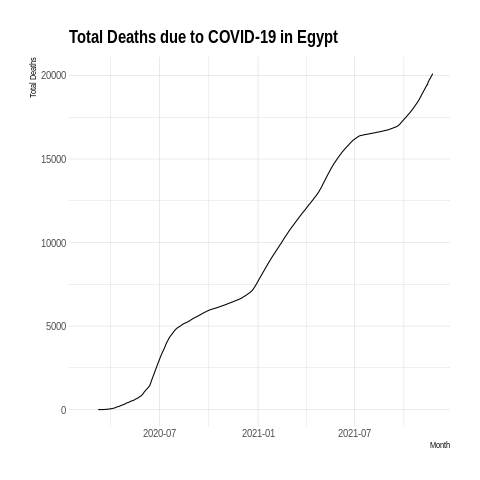 Total Deaths due to COVID-19 in Egypt
Total Deaths
20000
15000
10000
5000
0
2020-07 2021-01 2021-07
Month